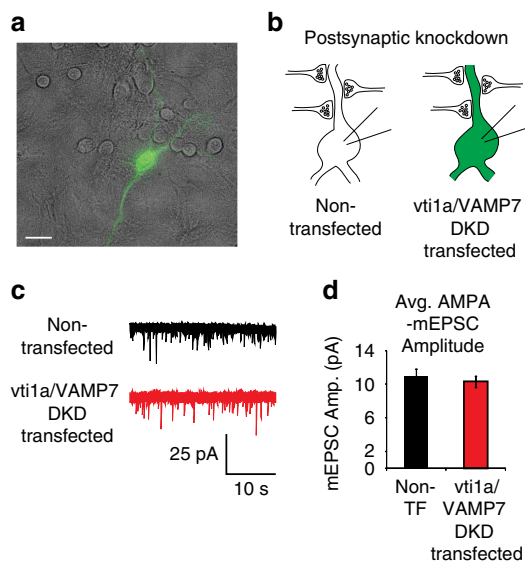 a
b
Postsynaptic knockdown
Non-
transfected
vti1a/VAMP7
DKD
transfected
c
Non-
transfected
vti1a/VAMP7
DKD
transfected
25 pA
10 s
d
Avg. AMPA
-mEPSC
Amplitude
mEPSC Amp. (pA)
14
10
6
2
0
Non-
TF
vti1a/
VAMP7
DKD
transfected